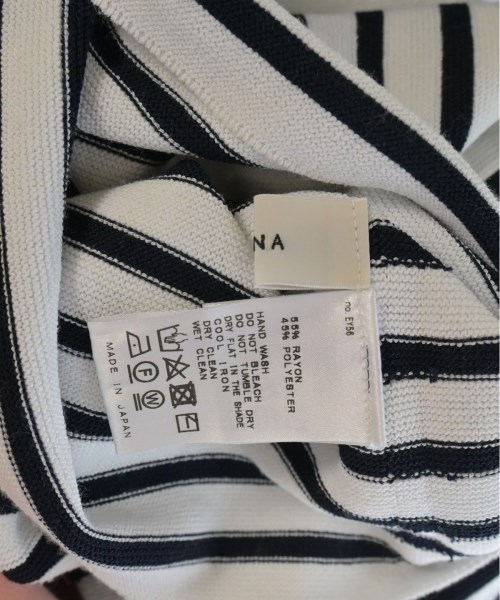 NA
no. EY56
55% RAYON
45% POLYESTER
HAND WASH
DO NOT BLEACH
DO NOT TUMBLE DRY
DRY FLAT IN THE SHADE
COOL IRON
DRY CLEAN
WET CLEAN
F
W
MADE IN JAPAN